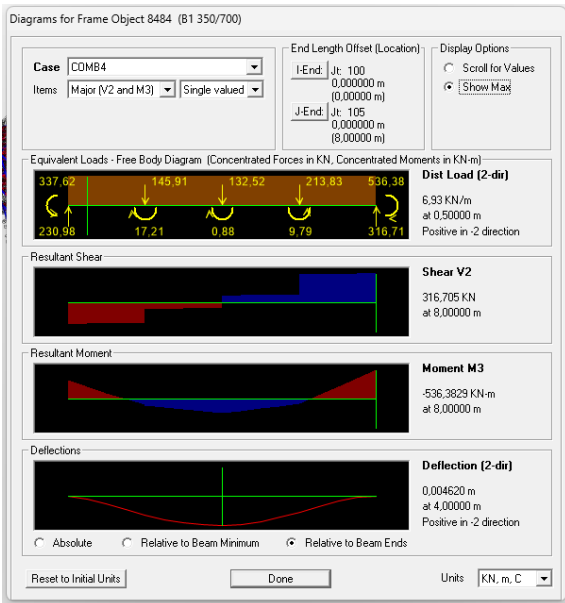 Diagrams for Frame Object 8484 (B1 350/700)
Case COMB4
Items Major (V2 and M3) Single valued
End Length Offset (Location)
I-End: Jt: 100
0,000000 m
(0,00000 m)
J-End: Jt: 105
0,000000 m
(8,00000 m)
Display Options
Scroll for Values
Show Max
Equivalent Loads - Free Body Diagram (Concentrated Forces in KN, Concentrated Moments in KN-m)
337,62 145,91 132,52 213,83 536,38
230,98 17,21 0,88 9,79 316,71
Dist Load (2-dir)
6,93 KN/m
at 0,50000 m
Positive in -2 direction
Resultant Shear
Shear V2
316,705 KN
at 8,00000 m
Resultant Moment
Moment M3
-536,3829 KN-m
at 8,00000 m
Deflections
Deflection (2-dir)
0,004620 m
at 4,00000 m
Positive in -2 direction
Absolute Relative to Beam Minimum Relative to Beam Ends
Reset to Initial Units Done Units KN, m, C